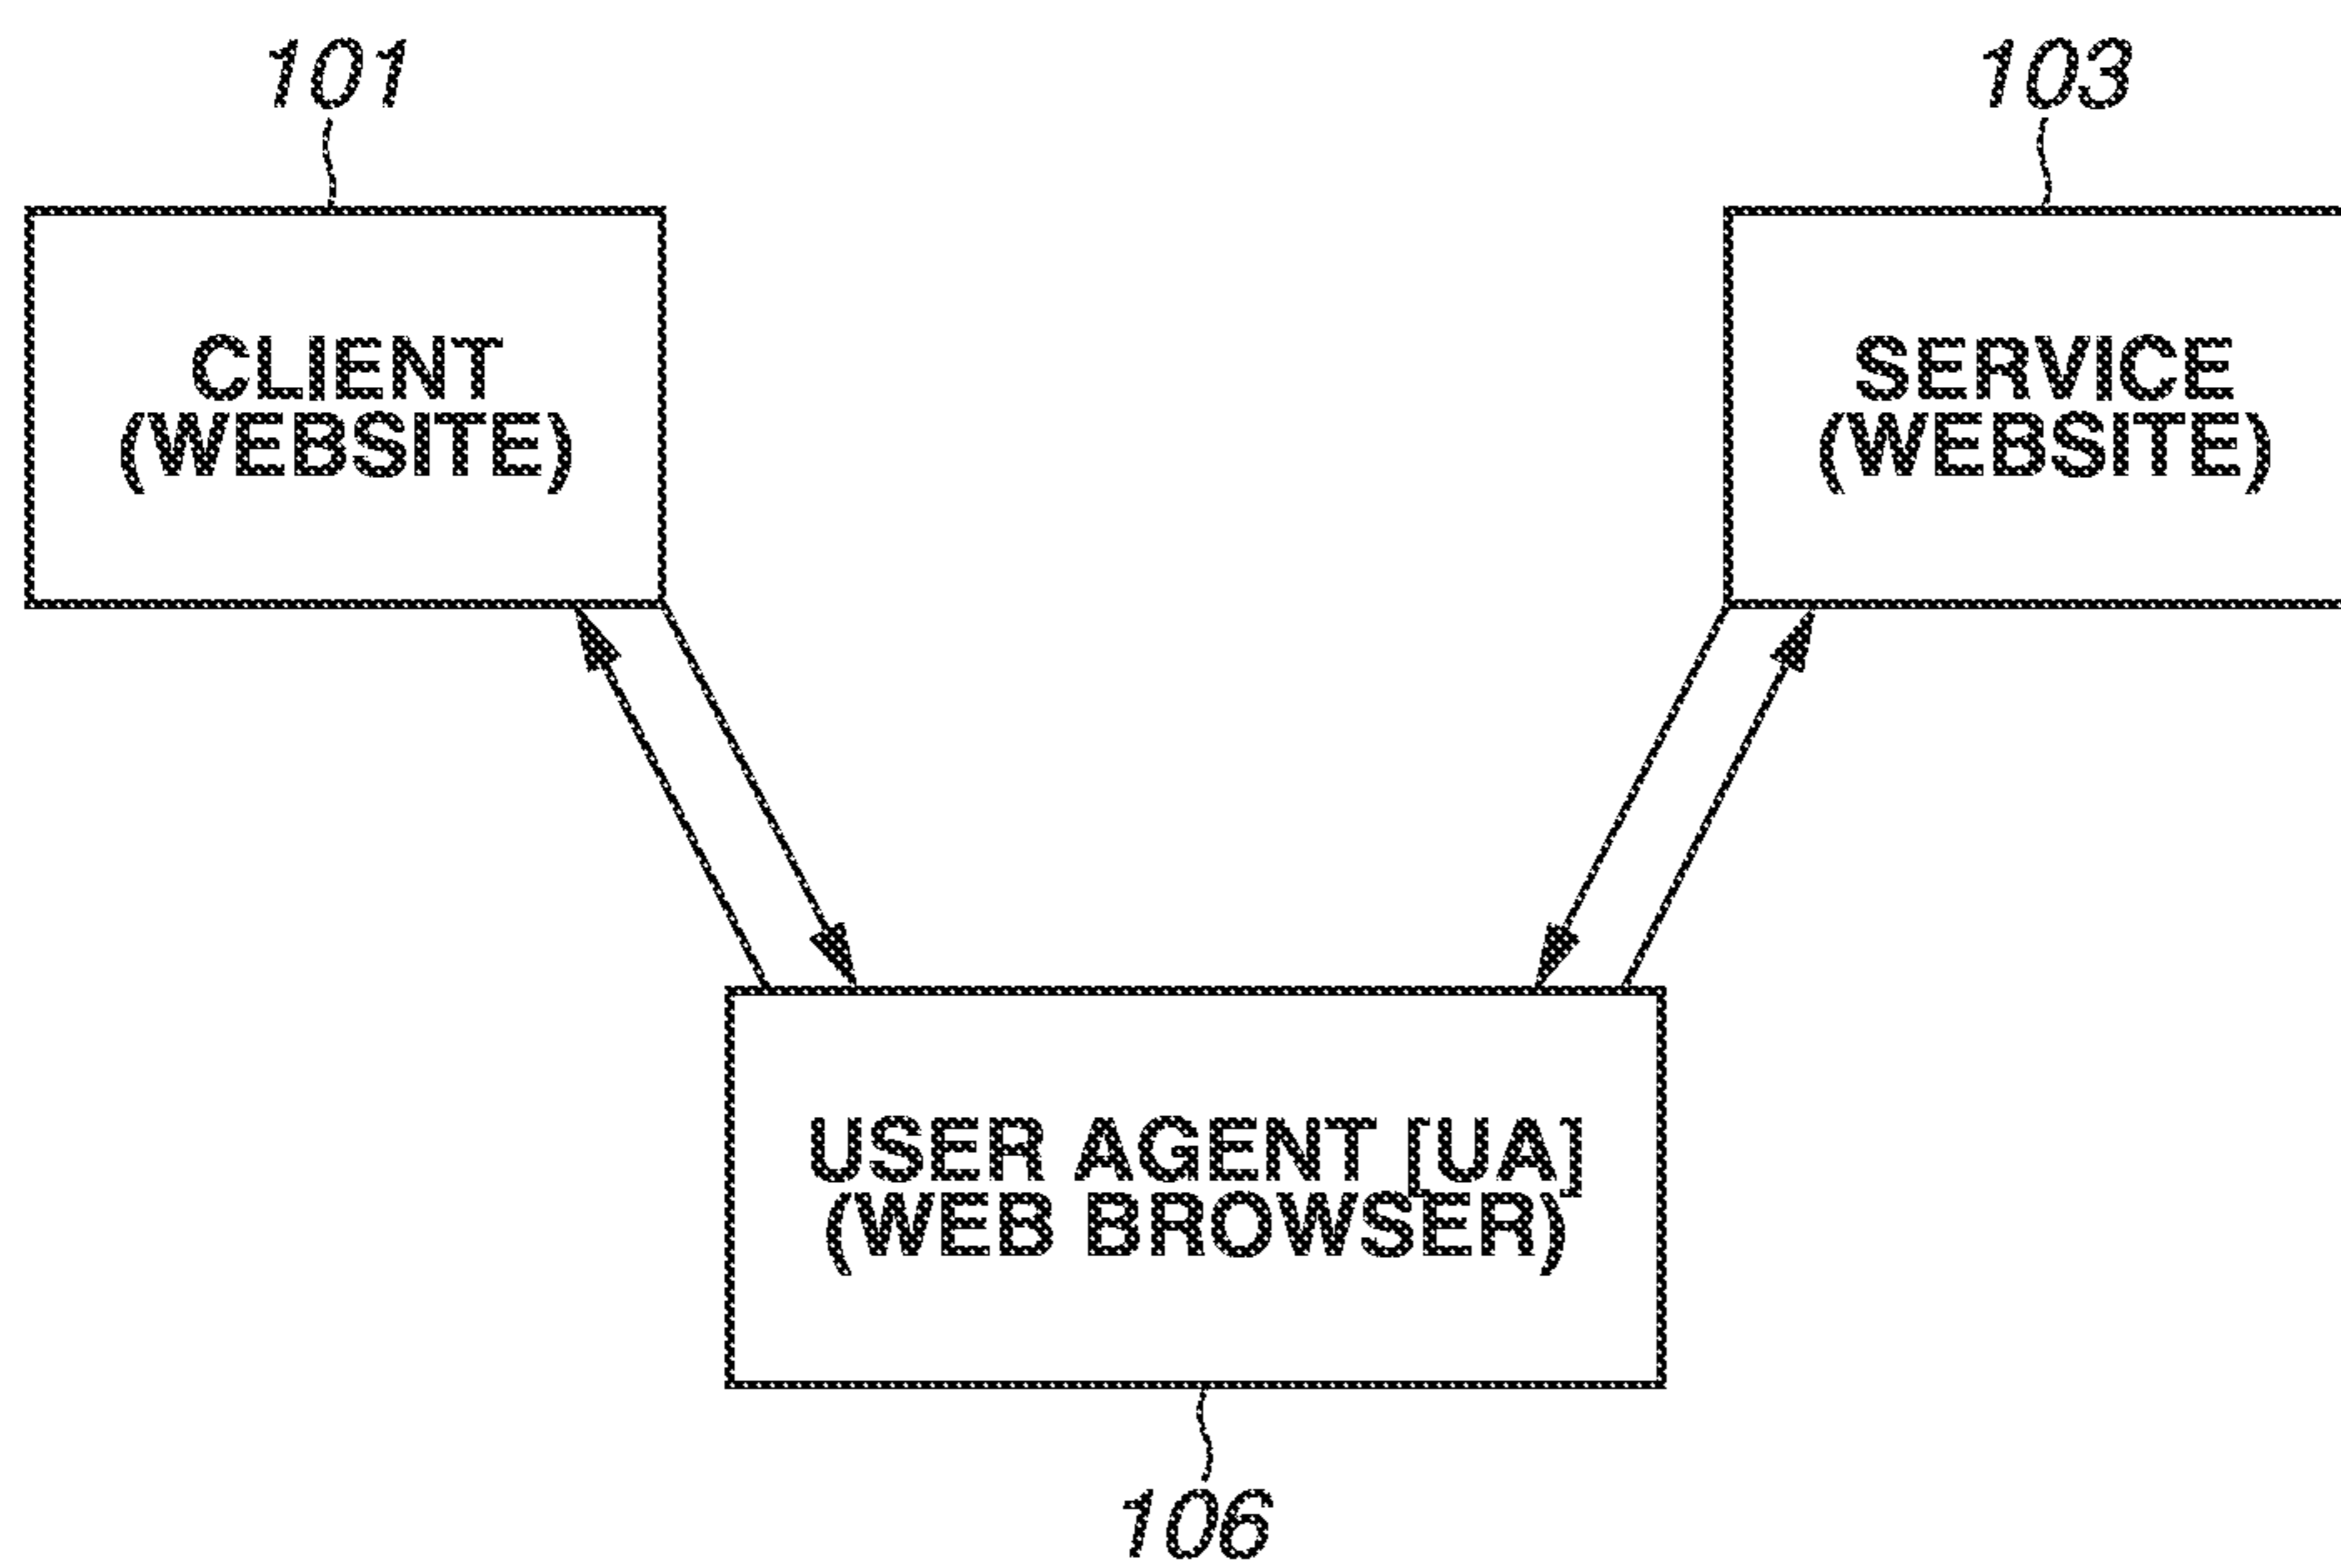 101
103
CLIENT
(WEBSITE)
SERVICE
(WEBSITE)
USER AGENT [UA]
(WEB BROWSER)
106